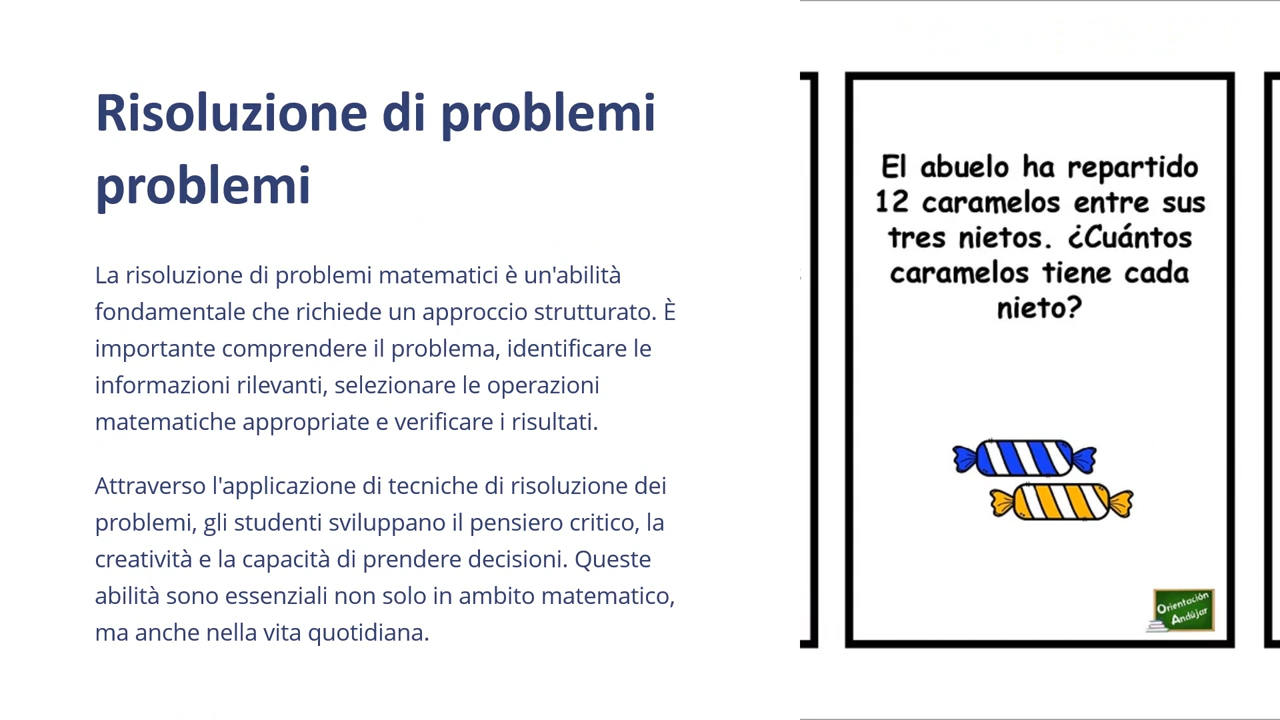 Risoluzione di problemi
problemi
La risoluzione di problemi matematici è un'abilità
fondamentale che richiede un approccio strutturato. È
importante comprendere il problema, identificare le
informazioni rilevanti, selezionare le operazioni
matematiche appropriate e verificare i risultati.
Attraverso l'applicazione di tecniche di risoluzione dei
problemi, gli studenti sviluppano il pensiero critico, la
creatività e la capacità di prendere decisioni. Queste
abilità sono essenziali non solo in ambito matematico,
ma anche nella vita quotidiana.
El abuelo ha repartido
12 caramelos entre sus
tres nietos. ¿Cuántos
caramelos tiene cada
nieto?
Orientación
Andújar